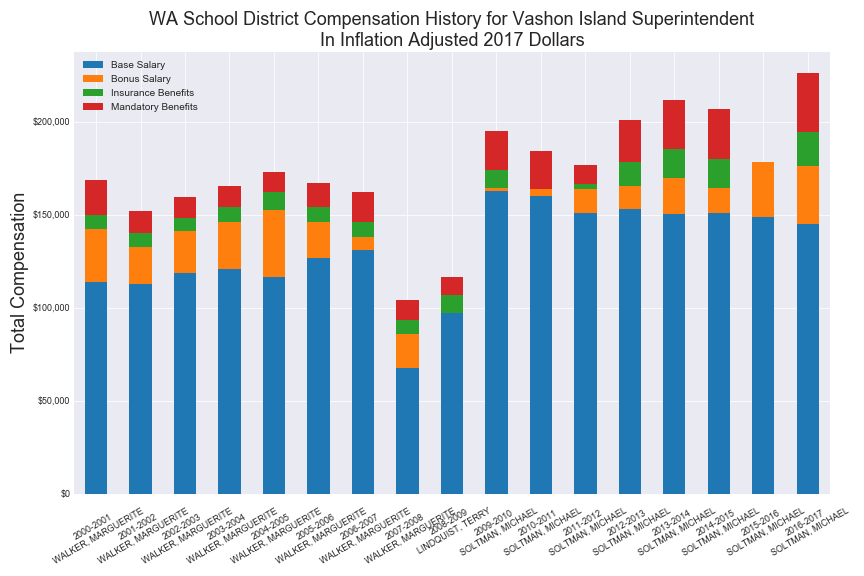 WA School District Compensation History for Vashon Island Superintendent
In Inflation Adjusted 2017 Dollars
Base Salary
Bonus Salary
Insurance Benefits
Mandatory Benefits
Total Compensation
$200,000
$150,000
$100,000
$50,000
$0
2000-2001
WALKER, MARGUERITE
2001-2002
WALKER, MARGUERITE
2002-2003
WALKER, MARGUERITE
2003-2004
WALKER, MARGUERITE
2004-2005
WALKER, MARGUERITE
2005-2006
WALKER, MARGUERITE
2006-2007
WALKER, MARGUERITE
2007-2008
WALKER, MARGUERITE
2008-2009
LINDQUIST, TERRY
2009-2010
SOLTMAN, MICHAEL
2010-2011
SOLTMAN, MICHAEL
2011-2012
SOLTMAN, MICHAEL
2012-2013
SOLTMAN, MICHAEL
2013-2014
SOLTMAN, MICHAEL
2014-2015
SOLTMAN, MICHAEL
2015-2016
SOLTMAN, MICHAEL
2016-2017
SOLTMAN, MICHAEL